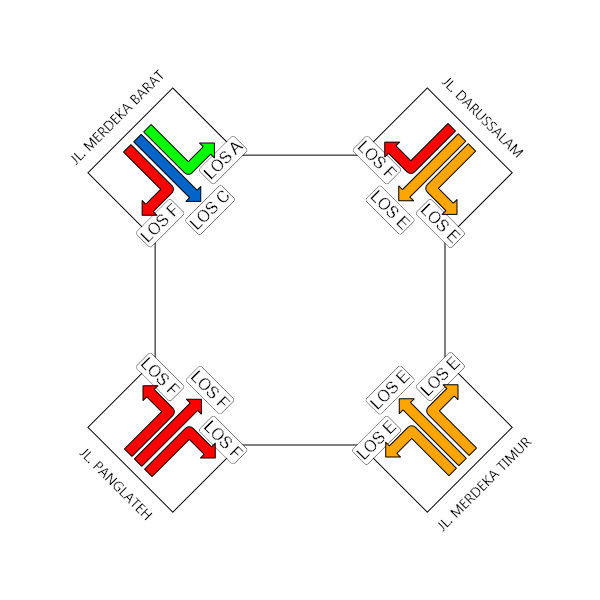 JL. MERDEKA BARAT
JL. DARUSSALAM
LOS A
LOS C
LOS F
LOS F
LOS E
LOS E
LOS F
LOS F
LOS F
LOS E
LOS E
LOS E
JL. PANGLATEH
JL. MERDEKA TIMUR